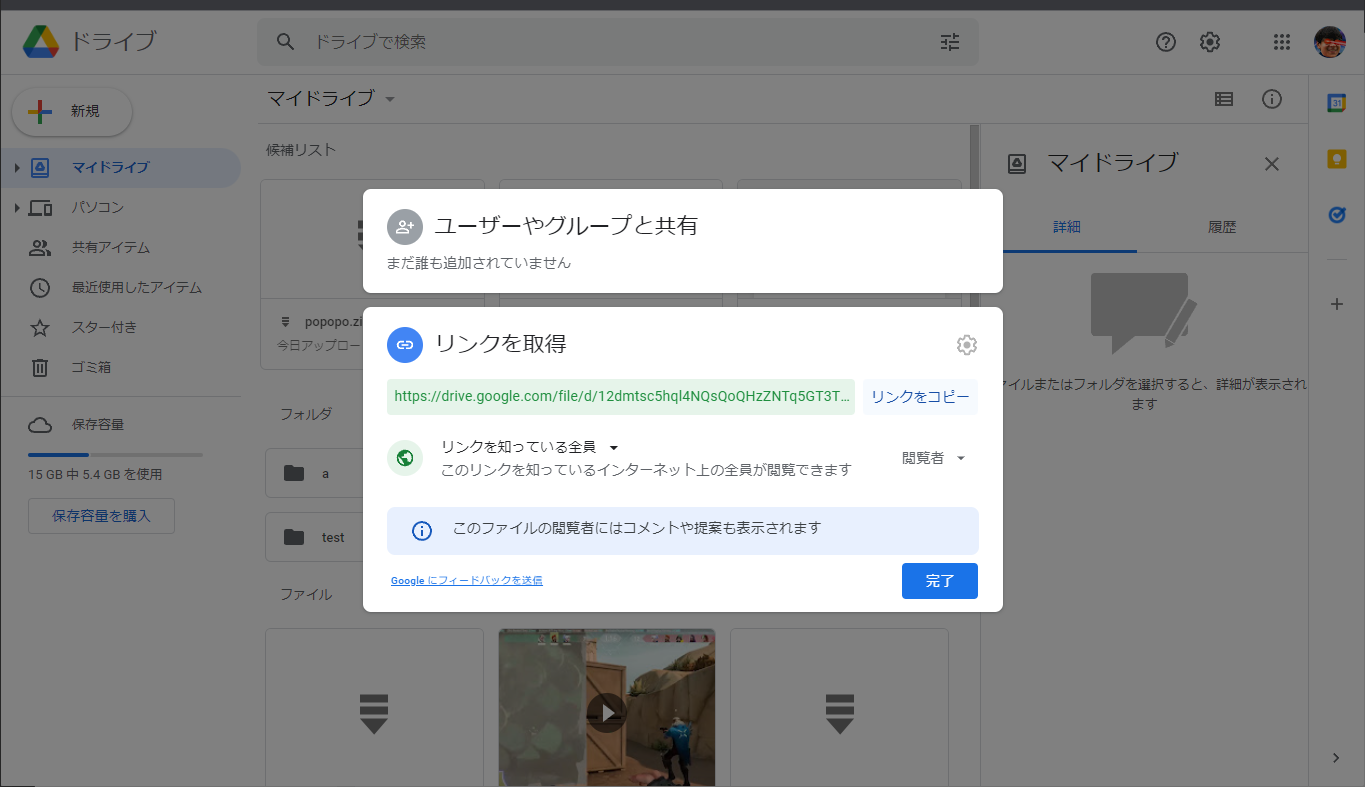 ドライブ
ドライブで検索
新規
マイドライブ
パソコン
共有アイテム
最近使用したアイテム
スター付き
ゴミ箱
保存容量
15 GB 中 5.4 GB を使用
保存容量を購入
マイドライブ
候補リスト
popopo.zi
今日アップロー
フォルダ
a
test
ファイル
ユーザーやグループと共有
まだ誰も追加されていません
リンクを取得
https://drive.google.com/file/d/12dmtsc5hql4NQsQoQHzZNTq5GT3T...
リンクをコピー
リンクを知っている全員
このリンクを知っているインターネット上の全員が閲覧できます
閲覧者
このファイルの閲覧者にはコメントや提案も表示されます
Google にフィードバックを送信
完了
マイドライブ
詳細
履歴
イルまたはフォルダを選択すると、詳細が表示され
ます
31